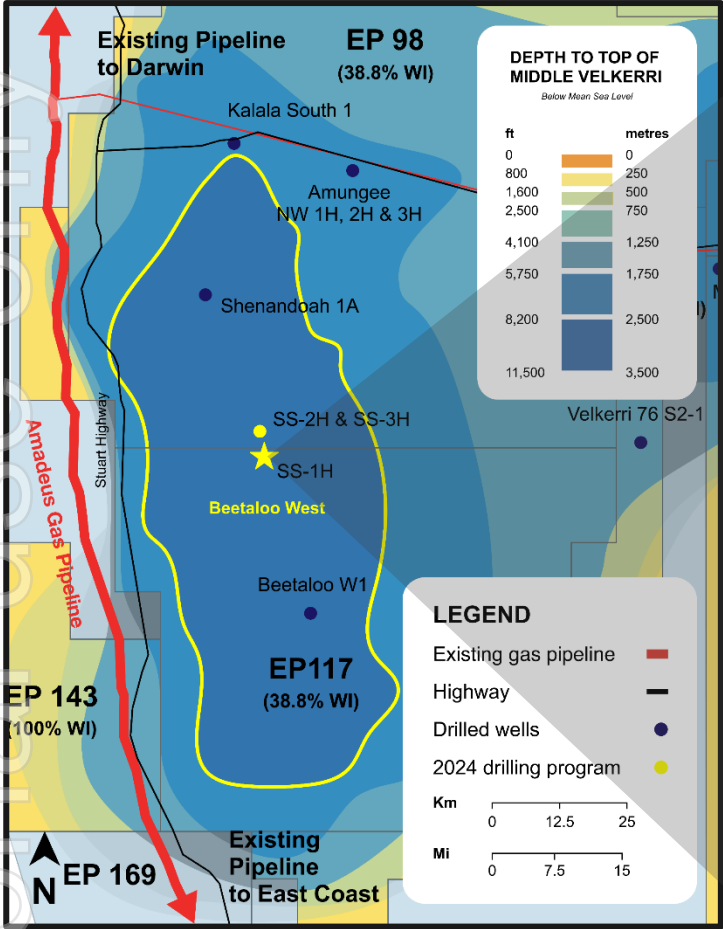 Existing Pipeline
to Darwin
EP 98
(38.8% WI)
Kalala South 1
Amungee
NW 1H, 2H & 3H
Shenandoah 1A
SS-2H & SS-3H
SS-1H
Beetaloo West
Velkerri 76 S2-1
Beetaloo W1
EP117
(38.8% WI)
Stuart Highway
Amadeus Gas Pipeline
EP 143
(100% WI)
EP 169
N
Existing
Pipeline
to East Coast
DEPTH TO TOP OF
MIDDLE VELKERRI
Below Mean Sea Level
ft metres
0 0
800 250
1,600 500
2,500 750
4,100 1,250
5,750 1,750
8,200 2,500
11,500 3,500
LEGEND
Existing gas pipeline
Highway
Drilled wells
2024 drilling program
Km
0 12.5 25
Mi
0 7.5 15